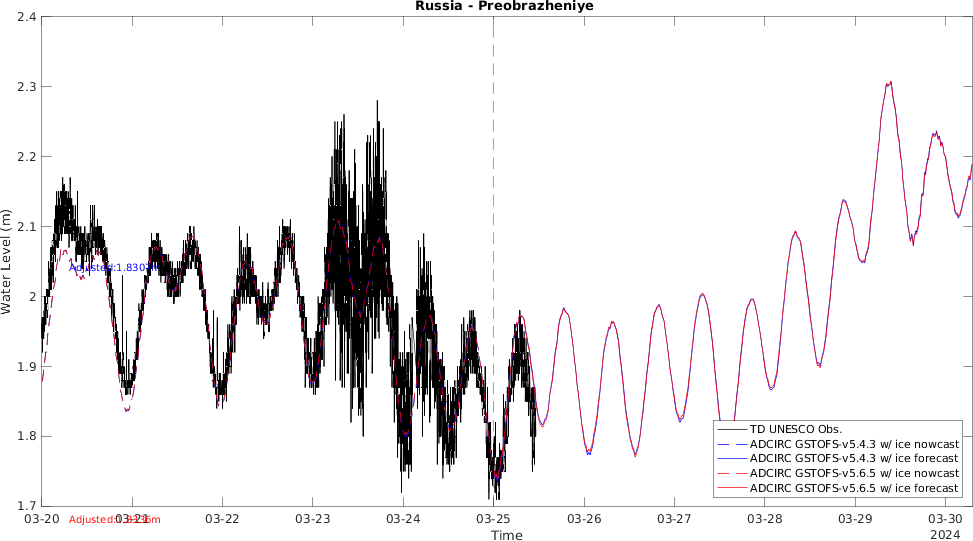 Russia - Preobrazheniye
2.4
2.3
2.2
2.1
2
1.9
1.8
1.7
Water Level (m)
TD UNESCO Obs.
ADCIRC GSTOFS-v5.4.3 w/ ice nowcast
ADCIRC GSTOFS-v5.4.3 w/ ice forecast
ADCIRC GSTOFS-v5.6.5 w/ ice nowcast
ADCIRC GSTOFS-v5.6.5 w/ ice forecast
03-20 03-21 03-22 03-23 03-24 03-25 03-26 03-27 03-28 03-29 03-30
Time
2024